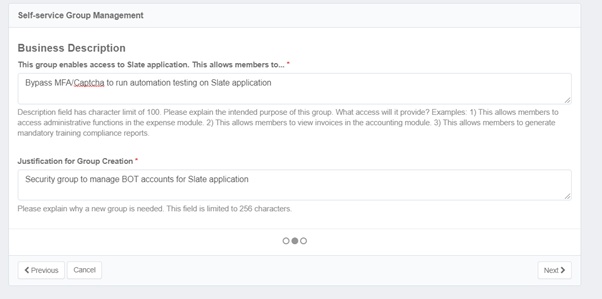 Self-service Group Management
Business Description
This group enables access to Slate application. This allows members to... *
Bypass MFA/Captcha to run automation testing on Slate application
Description field has character limit of 100. Please explain the intended purpose of this group. What access will it provide? Examples: 1) This allows members to
access administrative functions in the expense module. 2) This allows members to view invoices in the accounting module. 3) This allows members to generate
mandatory training compliance reports.
Justification for Group Creation *
Security group to manage BOT accounts for Slate application
Please explain why a new group is needed. This field is limited to 256 characters.
Previous Cancel Next